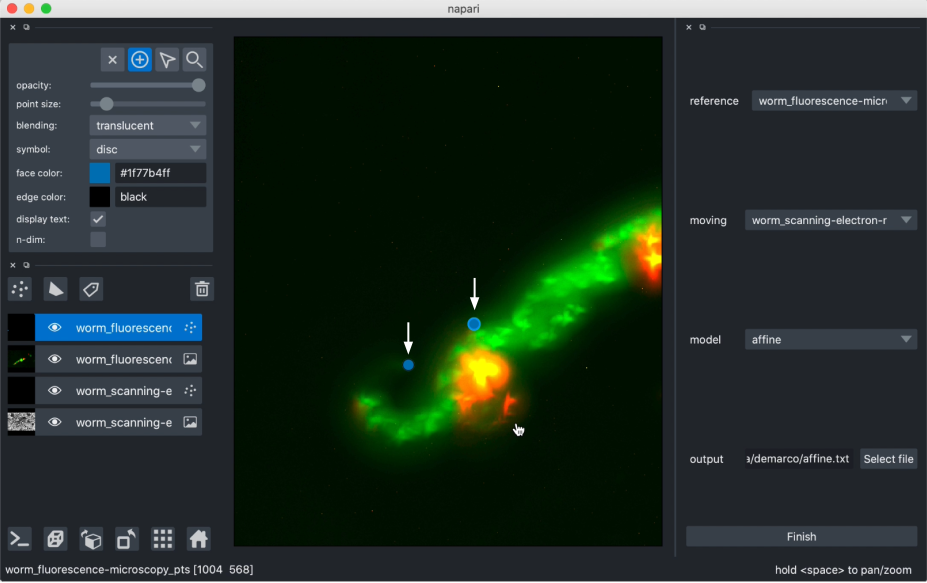 napari
opacity:
point size:
blending: translucent
symbol: disc
face color: #1f77b4ff
edge color: black
display text:
n-dim:
worm_fluorescenc
worm_fluorescenc
worm_scanning-e
worm_scanning-e
reference worm_fluorescence-micr
moving worm_scanning-electron-r
model affine
output a/demarco/affine.txt Select file
Finish
worm_fluorescence-microscopy_pts [1004 568]
hold <space> to pan/zoom